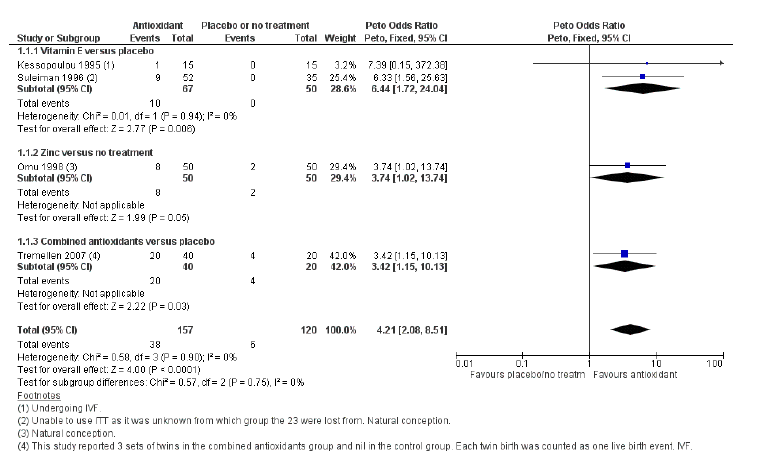 Antioxidant Placebo or no treatment Peto Odds Ratio Peto Odds Ratio
Study or Subgroup Events Total Events Total Weight Peto, Fixed, 95% CI Peto, Fixed, 95% CI
1.1.1 Vitamin E versus placebo
Kessopoulou 1995 (1) 1 15 0 15 3.2% 7.39 [0.15, 372.38]
Suleiman 1996 (2) 9 52 0 35 25.4% 6.33 [1.56, 25.63]
Subtotal (95% CI) 67 50 28.6% 6.44 [1.72, 24.04]
Total events 10 0
Heterogeneity: Chi² = 0.01, df = 1 (P = 0.94); I² = 0%
Test for overall effect: Z = 2.77 (P = 0.006)
1.1.2 Zinc versus no treatment
Omu 1998 (3) 8 50 2 50 29.4% 3.74 [1.02, 13.74]
Subtotal (95% CI) 50 50 29.4% 3.74 [1.02, 13.74]
Total events 8 2
Heterogeneity: Not applicable
Test for overall effect: Z = 1.99 (P = 0.05)
1.1.3 Combined antioxidants versus placebo
Tremellen 2007 (4) 20 40 4 20 42.0% 3.42 [1.15, 10.13]
Subtotal (95% CI) 40 20 42.0% 3.42 [1.15, 10.13]
Total events 20 4
Heterogeneity: Not applicable
Test for overall effect: Z = 2.22 (P = 0.03)
Total (95% CI) 157 120 100.0% 4.21 [2.08, 8.51]
Total events 38 6
Heterogeneity: Chi² = 0.58, df = 3 (P = 0.90); I² = 0%
Test for overall effect: Z = 4.00 (P < 0.0001)
Test for subgroup differences: Chi² = 0.57, df = 2 (P = 0.75), I² = 0%
0.01 0.1 1 10 100
Favours placebo/no treatm Favours antioxidant
Footnotes
(1) Undergoing IVF.
(2) Unable to use ITT as it was unknown from which group the 23 were lost from. Natural conception.
(3) Natural conception.
(4) This study reported 3 sets of twins in the combined antioxidants group and nil in the control group. Each twin birth was counted as one live birth event, IVF.